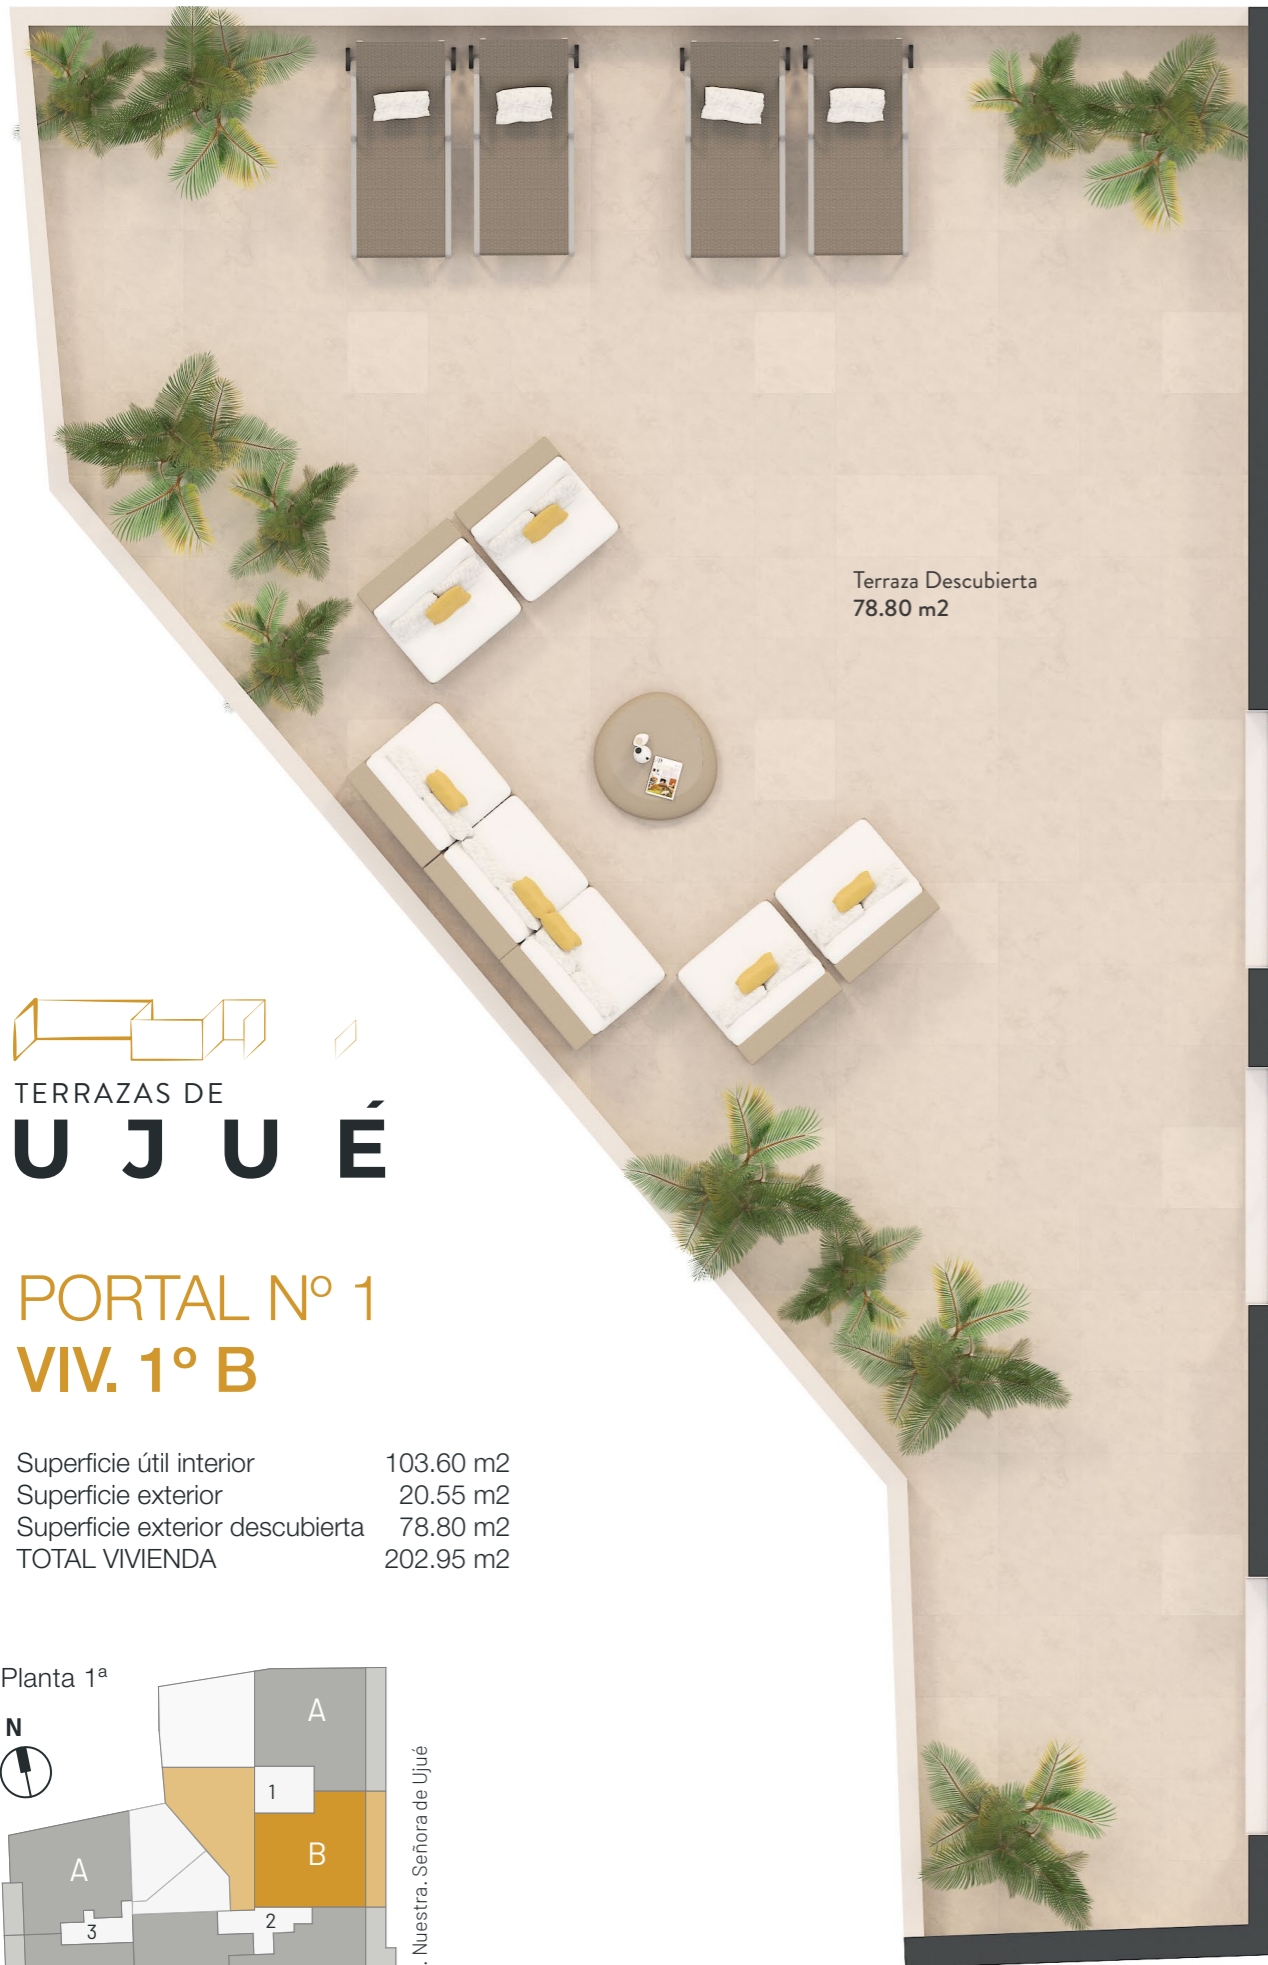 Terraza Descubierta
78.80 m2
TERRAZAS DE
UJUÉ
PORTAL Nº 1
VIV. 1º B
Superficie útil interior 103.60 m2
Superficie exterior 20.55 m2
Superficie exterior descubierta 78.80 m2
TOTAL VIVIENDA 202.95 m2
Planta 1ª
N
A
1
B
A
2
3
. Nuestra. Señora de Ujué